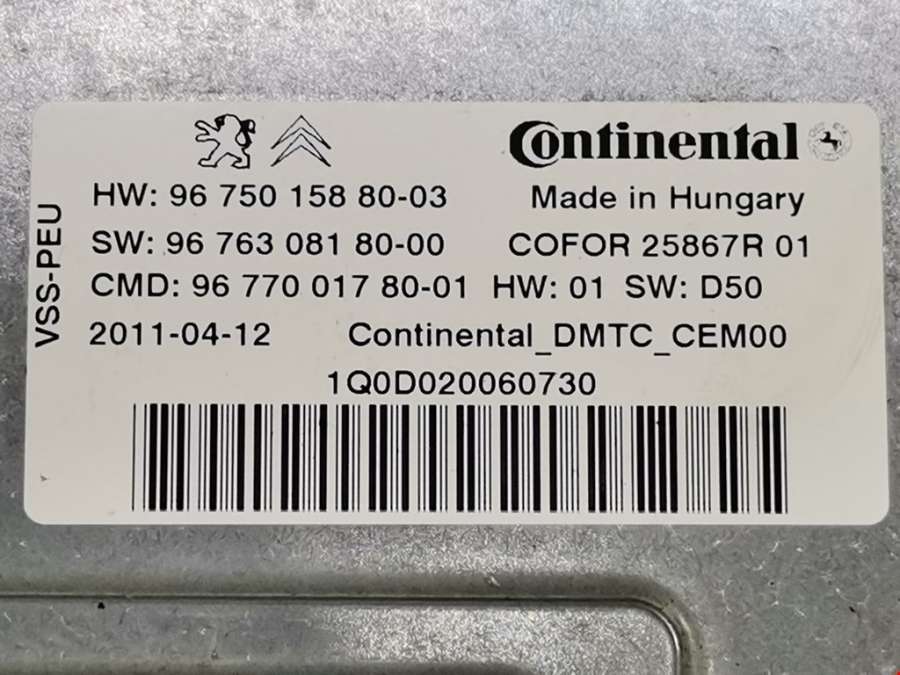 Continental
HW: 96 750 158 80-03
Made in Hungary
SW: 96 763 081 80-00
COFOR 25867R 01
CMD: 96 770 017 80-01 HW: 01 SW: D50
2011-04-12
Continental_DMTC_CEM00
1Q0D020060730
VSS-PEU